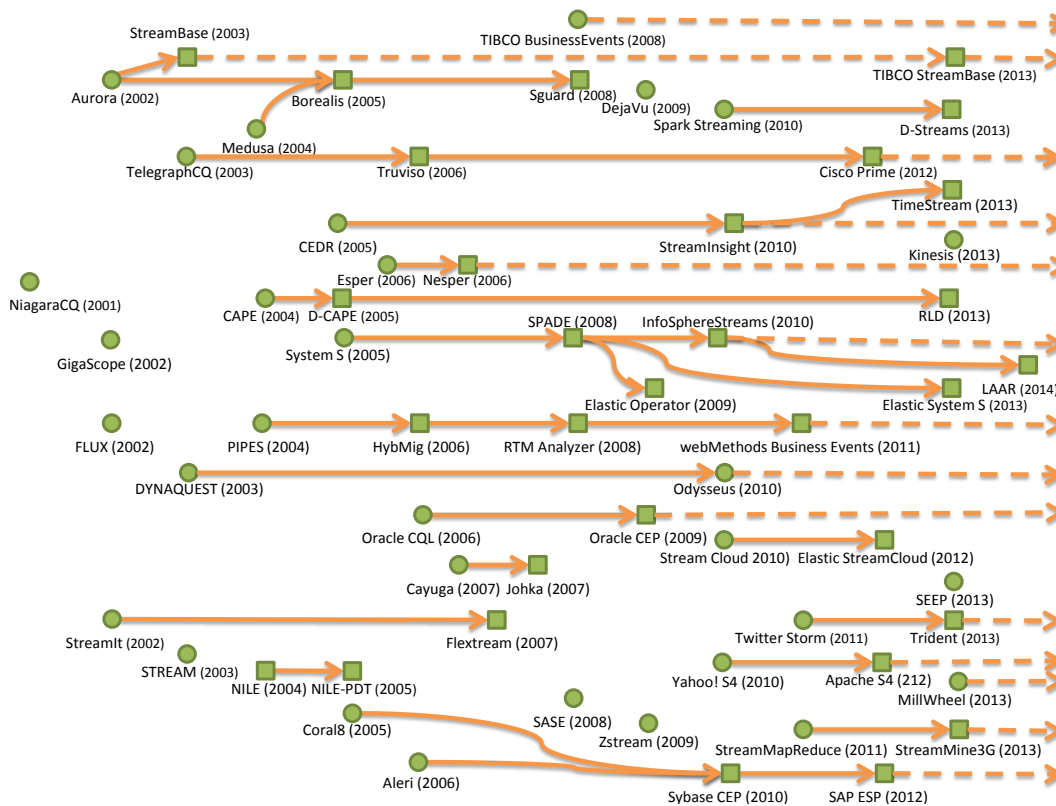 StreamBase (2003)
TIBCO BusinessEvents (2008)
TIBCO StreamBase (2013)
Aurora (2002)
Borealis (2005)
Sguard (2008)
DejaVu (2009)
Spark Streaming (2010)
D-Streams (2013)
Medusa (2004)
TelegraphCQ (2003)
Truviso (2006)
Cisco Prime (2012)
TimeStream (2013)
CEDR (2005)
StreamInsight (2010)
Kinesis (2013)
Esper (2006)
Nesper (2006)
NiagaraCQ (2001)
CAPE (2004)
D-CAPE (2005)
RLD (2013)
SPADE (2008)
InfoSphereStreams (2010)
System S (2005)
GigaScope (2002)
LAAR (2014)
Elastic Operator (2009)
Elastic System S (2013)
FLUX (2002)
PIPES (2004)
HybMig (2006)
RTM Analyzer (2008)
webMethods Business Events (2011)
DYNAQUEST (2003)
Odysseus (2010)
Oracle CQL (2006)
Oracle CEP (2009)
Stream Cloud 2010)
Elastic StreamCloud (2012)
Cayuga (2007)
Johka (2007)
SEEP (2013)
StreamIt (2002)
Flextream (2007)
Twitter Storm (2011)
Trident (2013)
STREAM (2003)
NILE (2004)
NILE-PDT (2005)
Yahoo! S4 (2010)
Apache S4 (212)
MillWheel (2013)
Coral8 (2005)
SASE (2008)
Zstream (2009)
StreamMapReduce (2011)
StreamMine3G (2013)
Aleri (2006)
Sybase CEP (2010)
SAP ESP (2012)